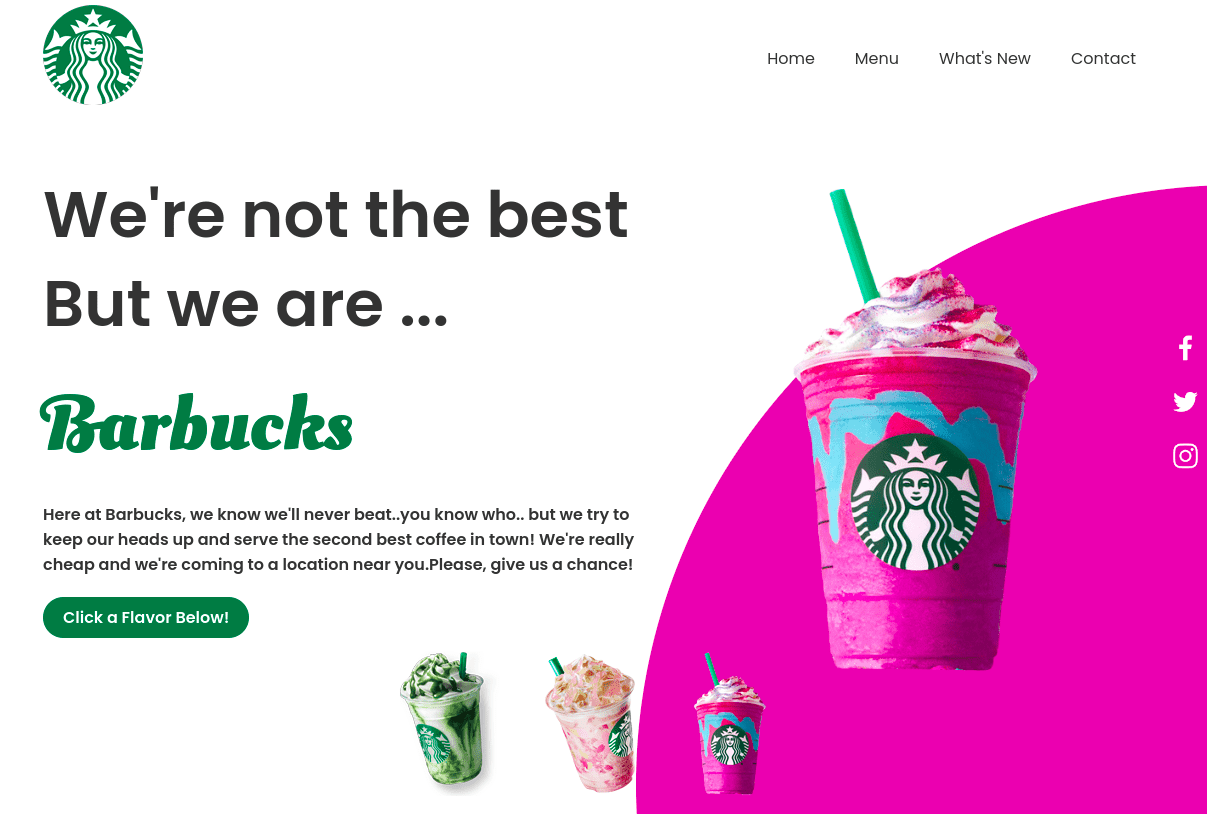 Home Menu What's New Contact
We're not the best
But we are ...
Barbucks
Here at Barbucks, we know we'll never beat..you know who.. but we try to
keep our heads up and serve the second best coffee in town! We're really
cheap and we're coming to a location near you.Please, give us a chance!
Click a Flavor Below!